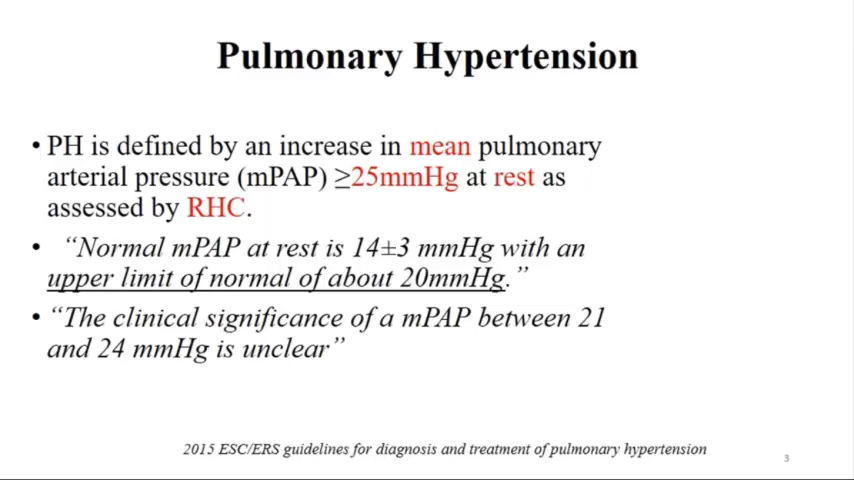 Pulmonary Hypertension
• PH is defined by an increase in mean pulmonary
arterial pressure (mPAP) ≥25mmHg at rest as
assessed by RHC.
• “Normal mPAP at rest is 14±3 mmHg with an
upper limit of normal of about 20mmHg.”
• “The clinical significance of a mPAP between 21
and 24 mmHg is unclear”
2015 ESC/ERS guidelines for diagnosis and treatment of pulmonary hypertension
3